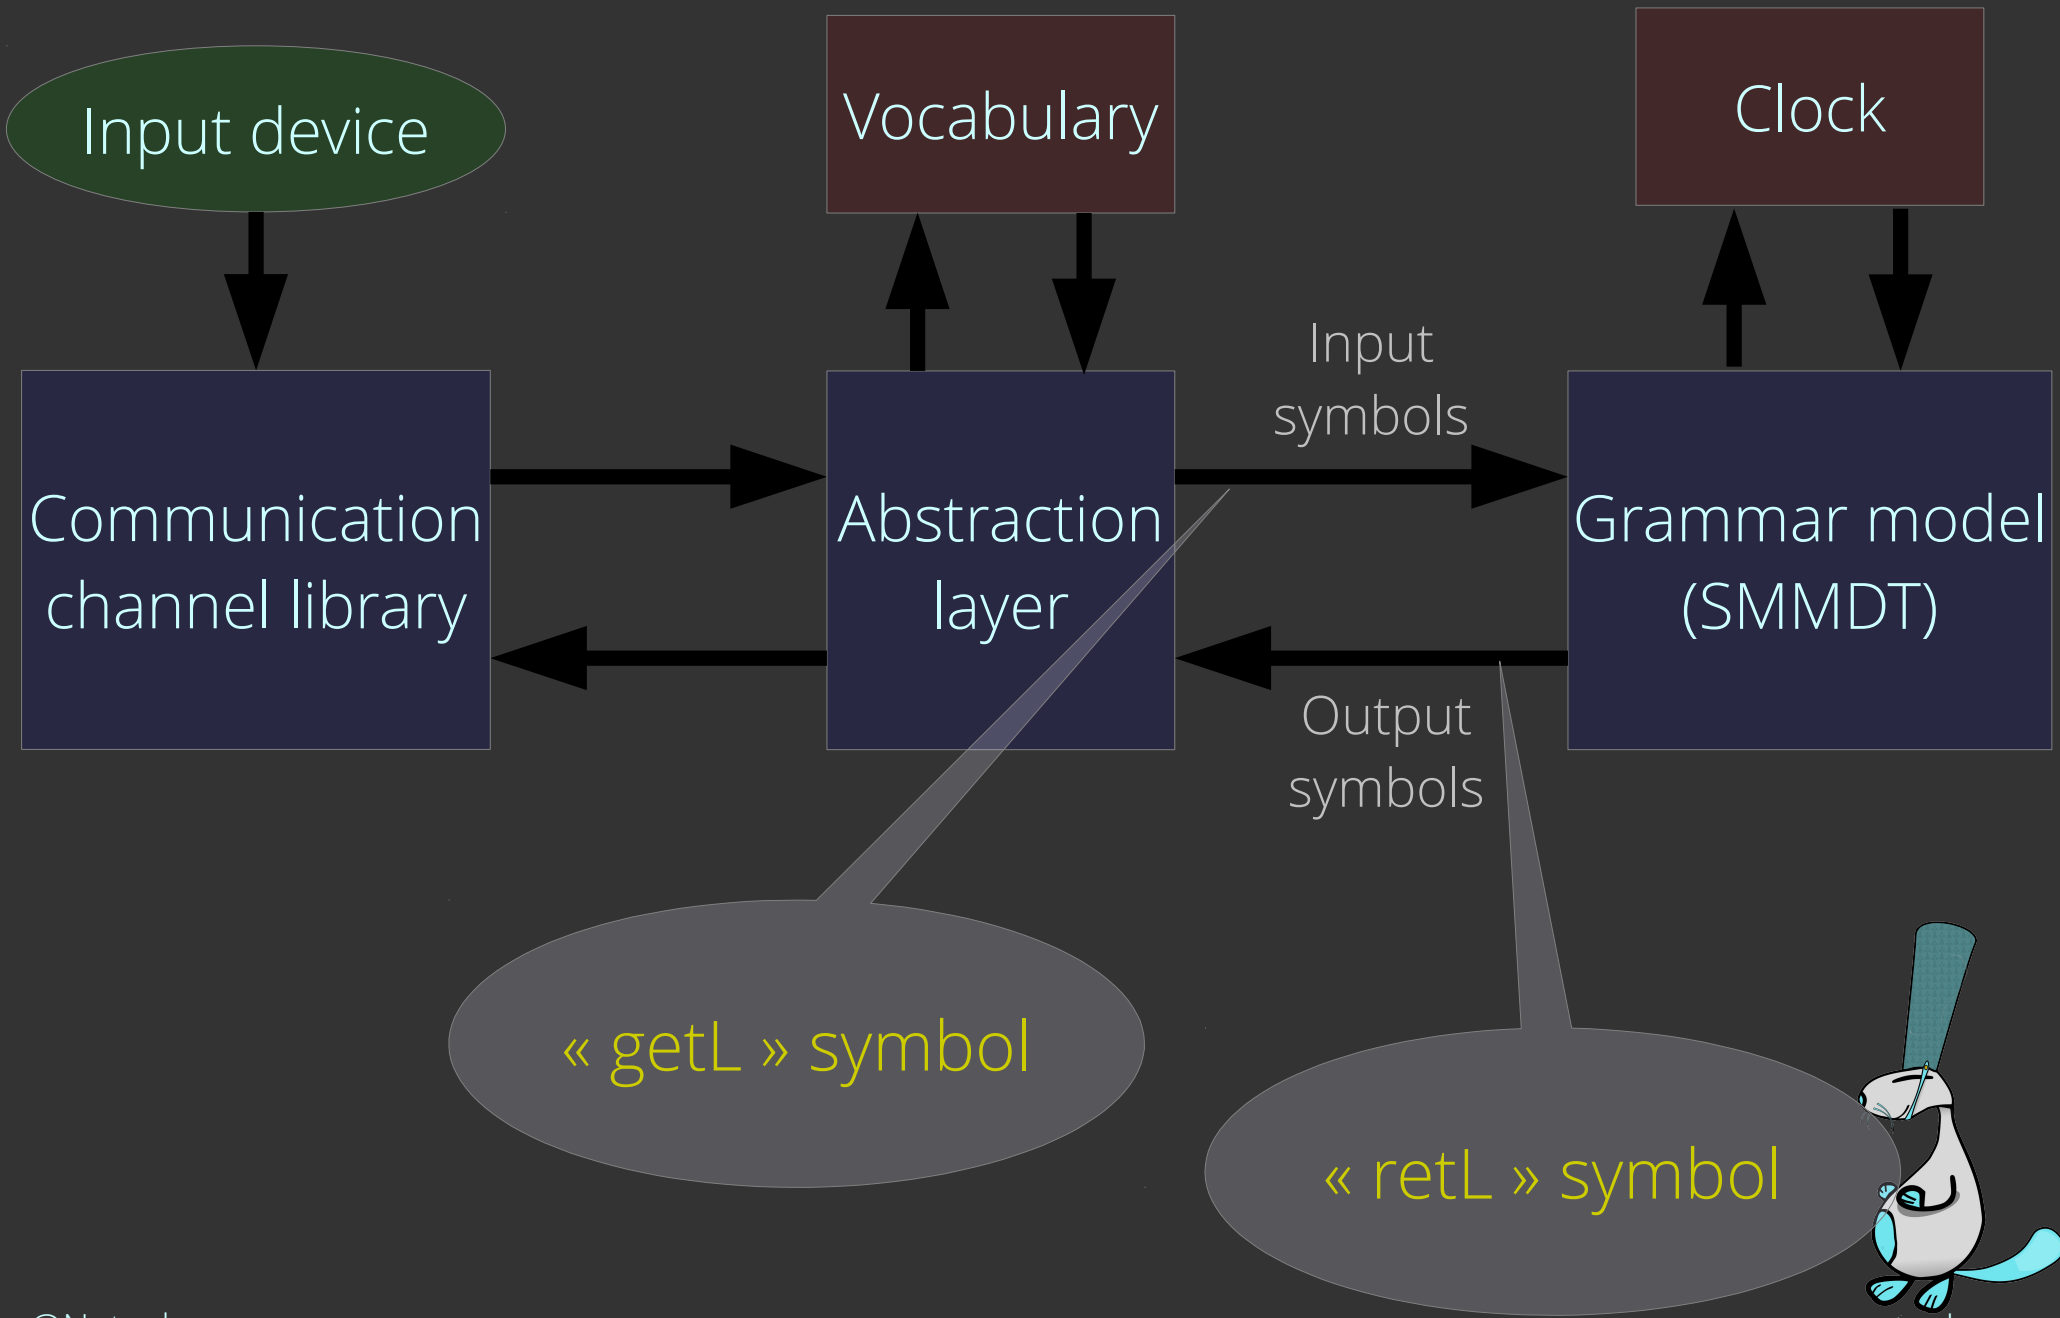 Input device
Vocabulary
Clock
Input
symbols
Communication
channel library
Abstraction
layer
Grammar model
(SMMDT)
Output
symbols
« getL » symbol
« retL » symbol